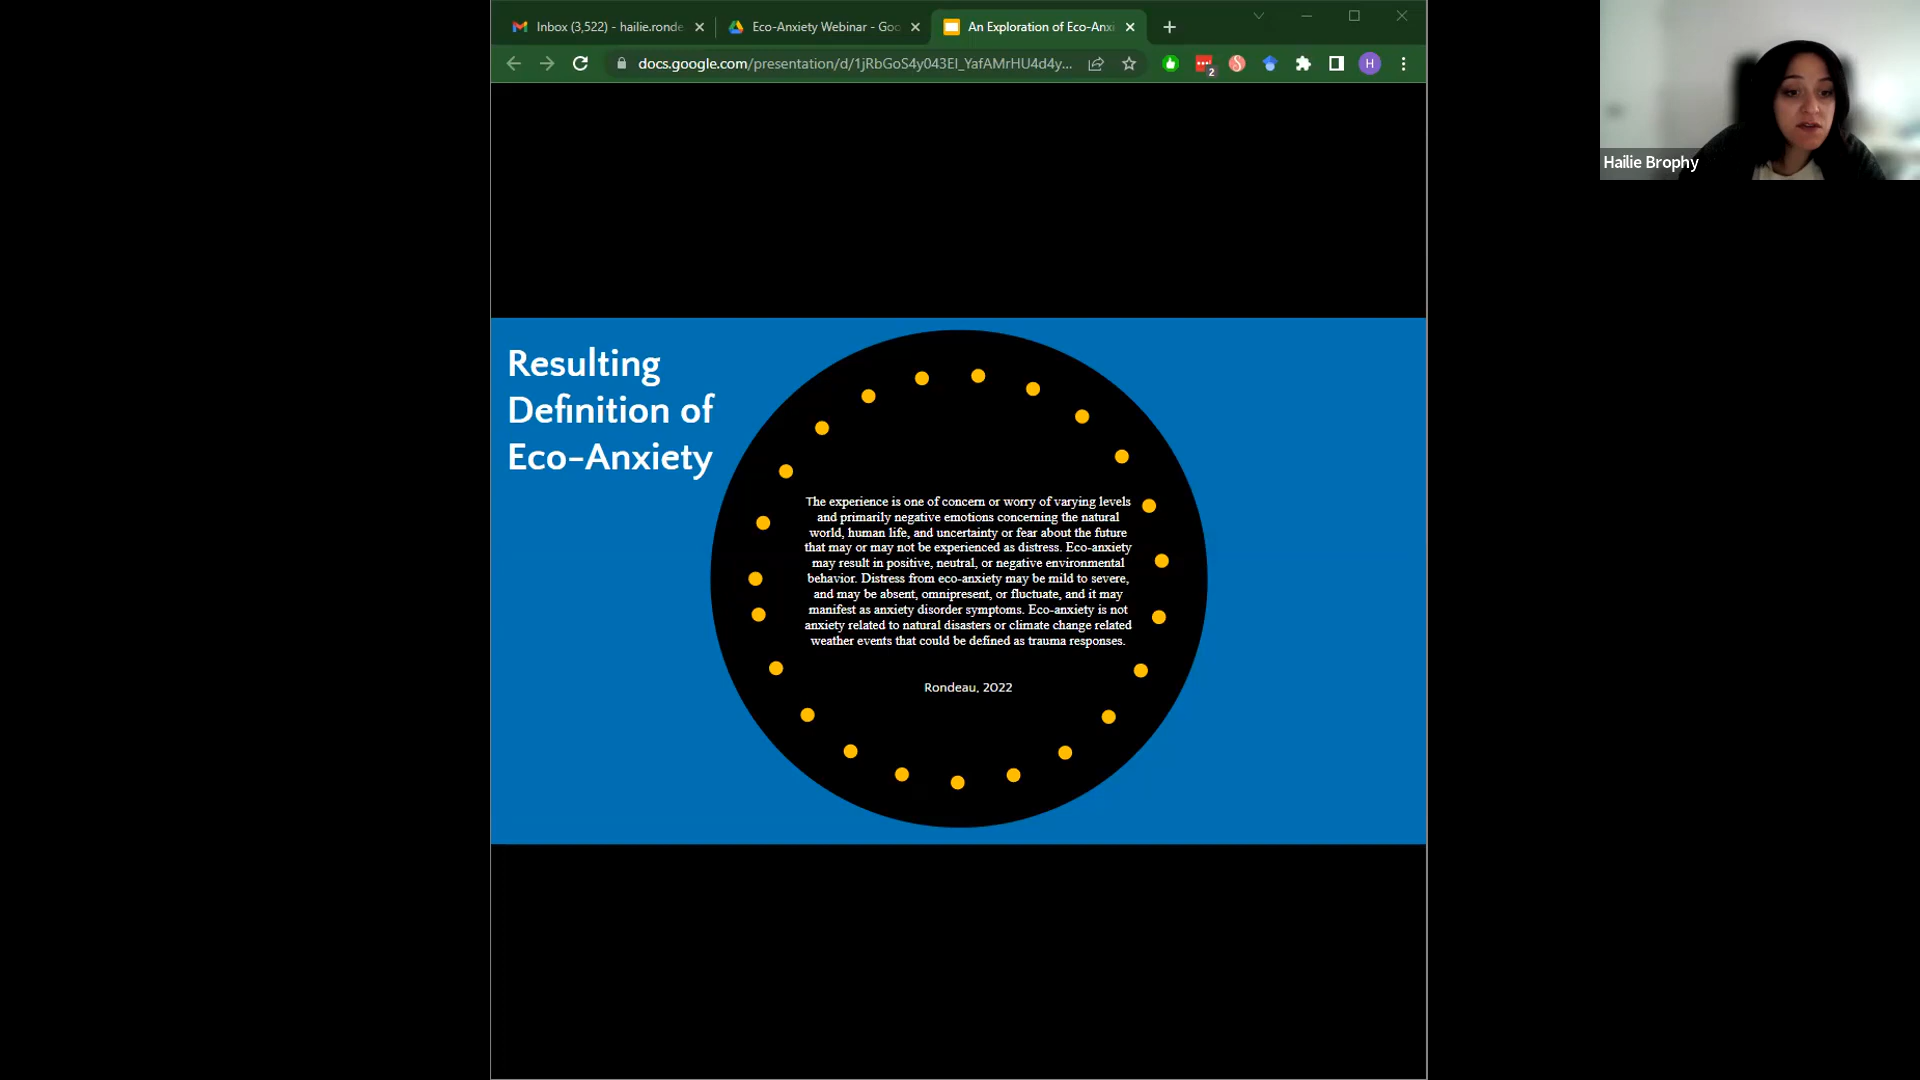 Inbox (3,522) - hailie.ronde
Eco-Anxiety Webinar - Goo
An Exploration of Eco-Anxi
docs.google.com/presentation/d/1jRbGoS4y043EI_YafAMrHU4d4y...
2
H
Hailie Brophy
Resulting
Definition of
Eco-Anxiety
The experience is one of concern or worry of varying levels
and primarily negative emotions concerning the natural
world, human life, and uncertainty or fear about the future
that may or may not be experienced as distress. Eco-anxiety
may result in positive, neutral, or negative environmental
behavior. Distress from eco-anxiety may be mild to severe,
and may be absent, omnipresent, or fluctuate, and it may
manifest as anxiety disorder symptoms. Eco-anxiety is not
anxiety related to natural disasters or climate change related
weather events that could be defined as trauma responses.
Rondeau, 2022